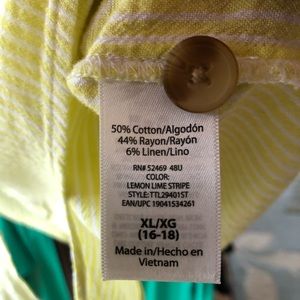 50% Cotton/Algodón
44% Rayon/Rayón
6% Linen/Lino
RN# 52469 48U
COLOR:
LEMON LIME STRIPE
STYLE:TTL29401ST
EAN/UPC 19041534261
XL/XG
(16-18)
Made in/Hecho en
Vietnam